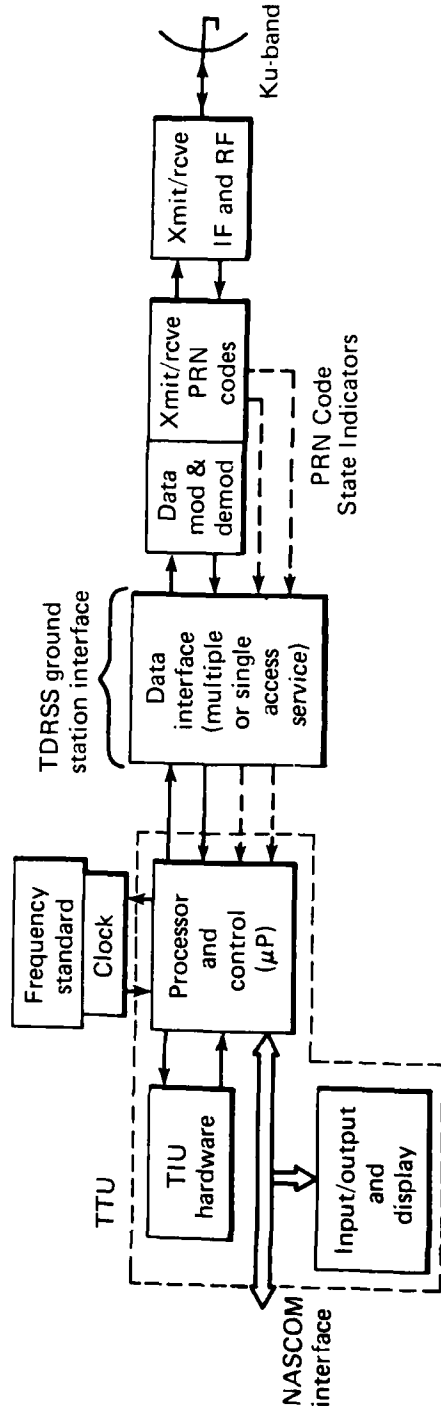 TTU
NASCOM
interface
TIU
hardware
Input/output
and
display
Frequency
standard
Clock
Processor
and
control
(μP)
TDRSS ground
station interface
Data
interface
(multiple
or single
access
service)
Data
mod &
demod
Xmit/rcve
PRN
codes
PRN Code
State Indicators
Xmit/rcve
IF and RF
Ku-band